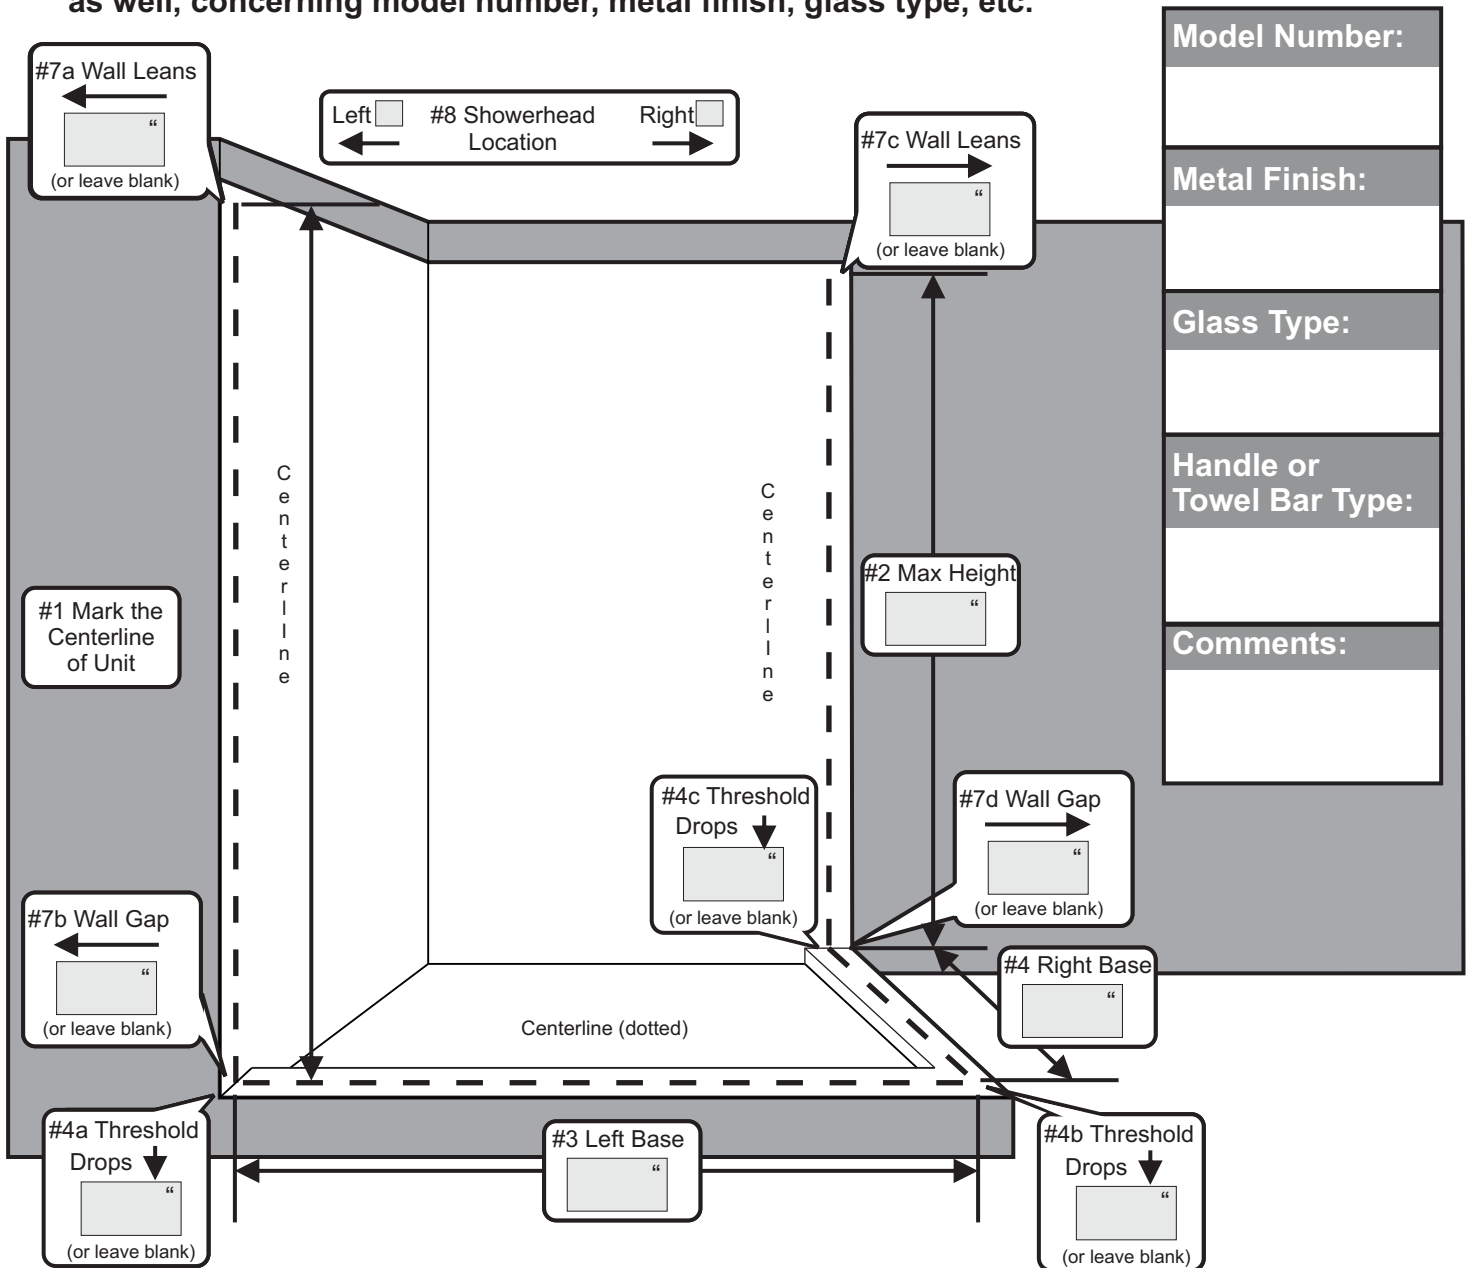 as well, concerning model number, metal finish, glass type, etc.
#7a Wall Leans
“
(or leave blank)
Left
#8 Showerhead
Location
Right
#7c Wall Leans
“
(or leave blank)
Model Number:
Metal Finish:
Glass Type:
Handle or
Towel Bar Type:
Comments:
CenterlIne
CenterlIne
#1 Mark the
Centerline
of Unit
#2 Max Height
“
#4c Threshold
Drops
“
(or leave blank)
#7d Wall Gap
“
(or leave blank)
#7b Wall Gap
“
(or leave blank)
#4 Right Base
“
Centerline (dotted)
#4a Threshold
Drops
“
(or leave blank)
#3 Left Base
“
#4b Threshold
Drops
“
(or leave blank)